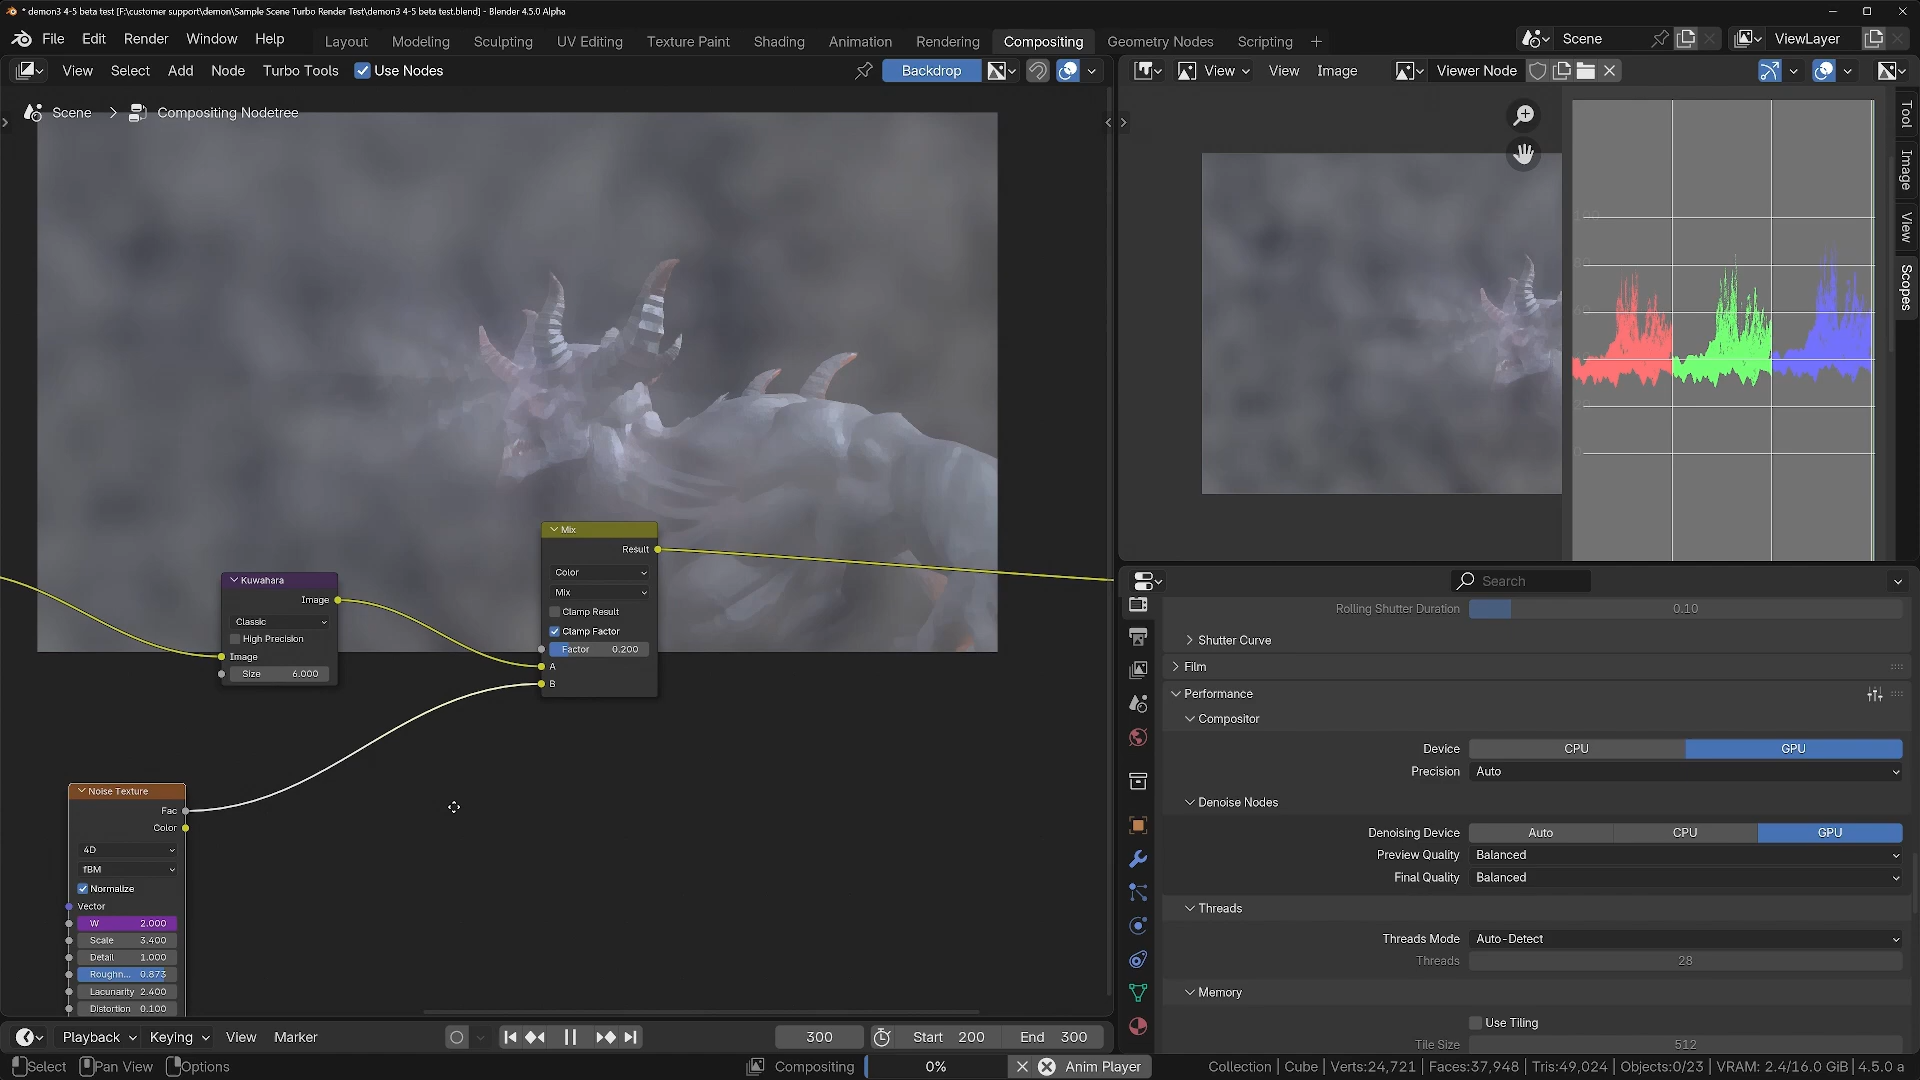 * demon3 4-5 beta test [F:\customer support\demon\Sample Scene Turbo Render Test\demon3 4-5 beta test.blend] - Blender 4.5.0 Alpha
File Edit Render Window Help
Layout Modeling Sculpting UV Editing Texture Paint Shading Animation Rendering Compositing Geometry Nodes Scripting +
Scene
ViewLayer
View Select Add Node Turbo Tools Use Nodes
Backdrop
View View Image
Viewer Node
Scene > Compositing Nodetree
Tool
Image
View
Scopes
Mix
Result
Color
Mix
Clamp Result
Clamp Factor
Factor 0.200
A
B
Kuwahara
Image
Classic
High Precision
Image
Size 6.000
Noise Texture
Fac
Color
4D
fBM
Normalize
Vector
W 2.000
Scale 3.400
Detail 1.000
Roughn... 0.873
Lacunarity 2.400
Distortion 0.100
Search
Rolling Shutter Duration 0.10
Shutter Curve
Film
Performance
Compositor
Device CPU GPU
Precision Auto
Denoise Nodes
Denoising Device Auto CPU GPU
Preview Quality Balanced
Final Quality Balanced
Threads
Threads Mode Auto-Detect
Threads 28
Memory
Use Tiling
Tile Size 512
Playback Keying View Marker
300
Start 200
End 300
Select Pan View Options
Compositing 0%
Anim Player
Collection | Cube | Verts:24,721 | Faces:37,948 | Tris:49,024 | Objects:0/23 | VRAM: 2.4/16.0 GiB | 4.5.0 a